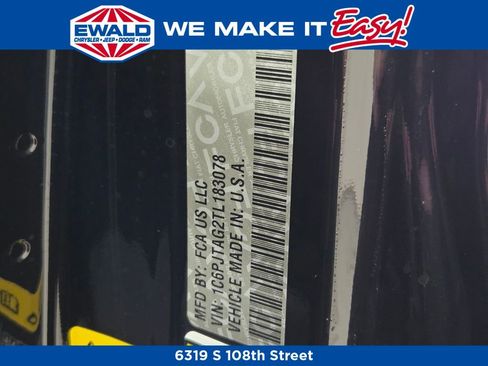 EWALD
CHRYSLER • JEEP • DODGE • RAM
WE MAKE IT Easy!
MFD BY: FCA US LLC
VIN: 1C6PJTAG2TL183078
VEHICLE MADE IN: U.S.A.
6319 S 108th Street